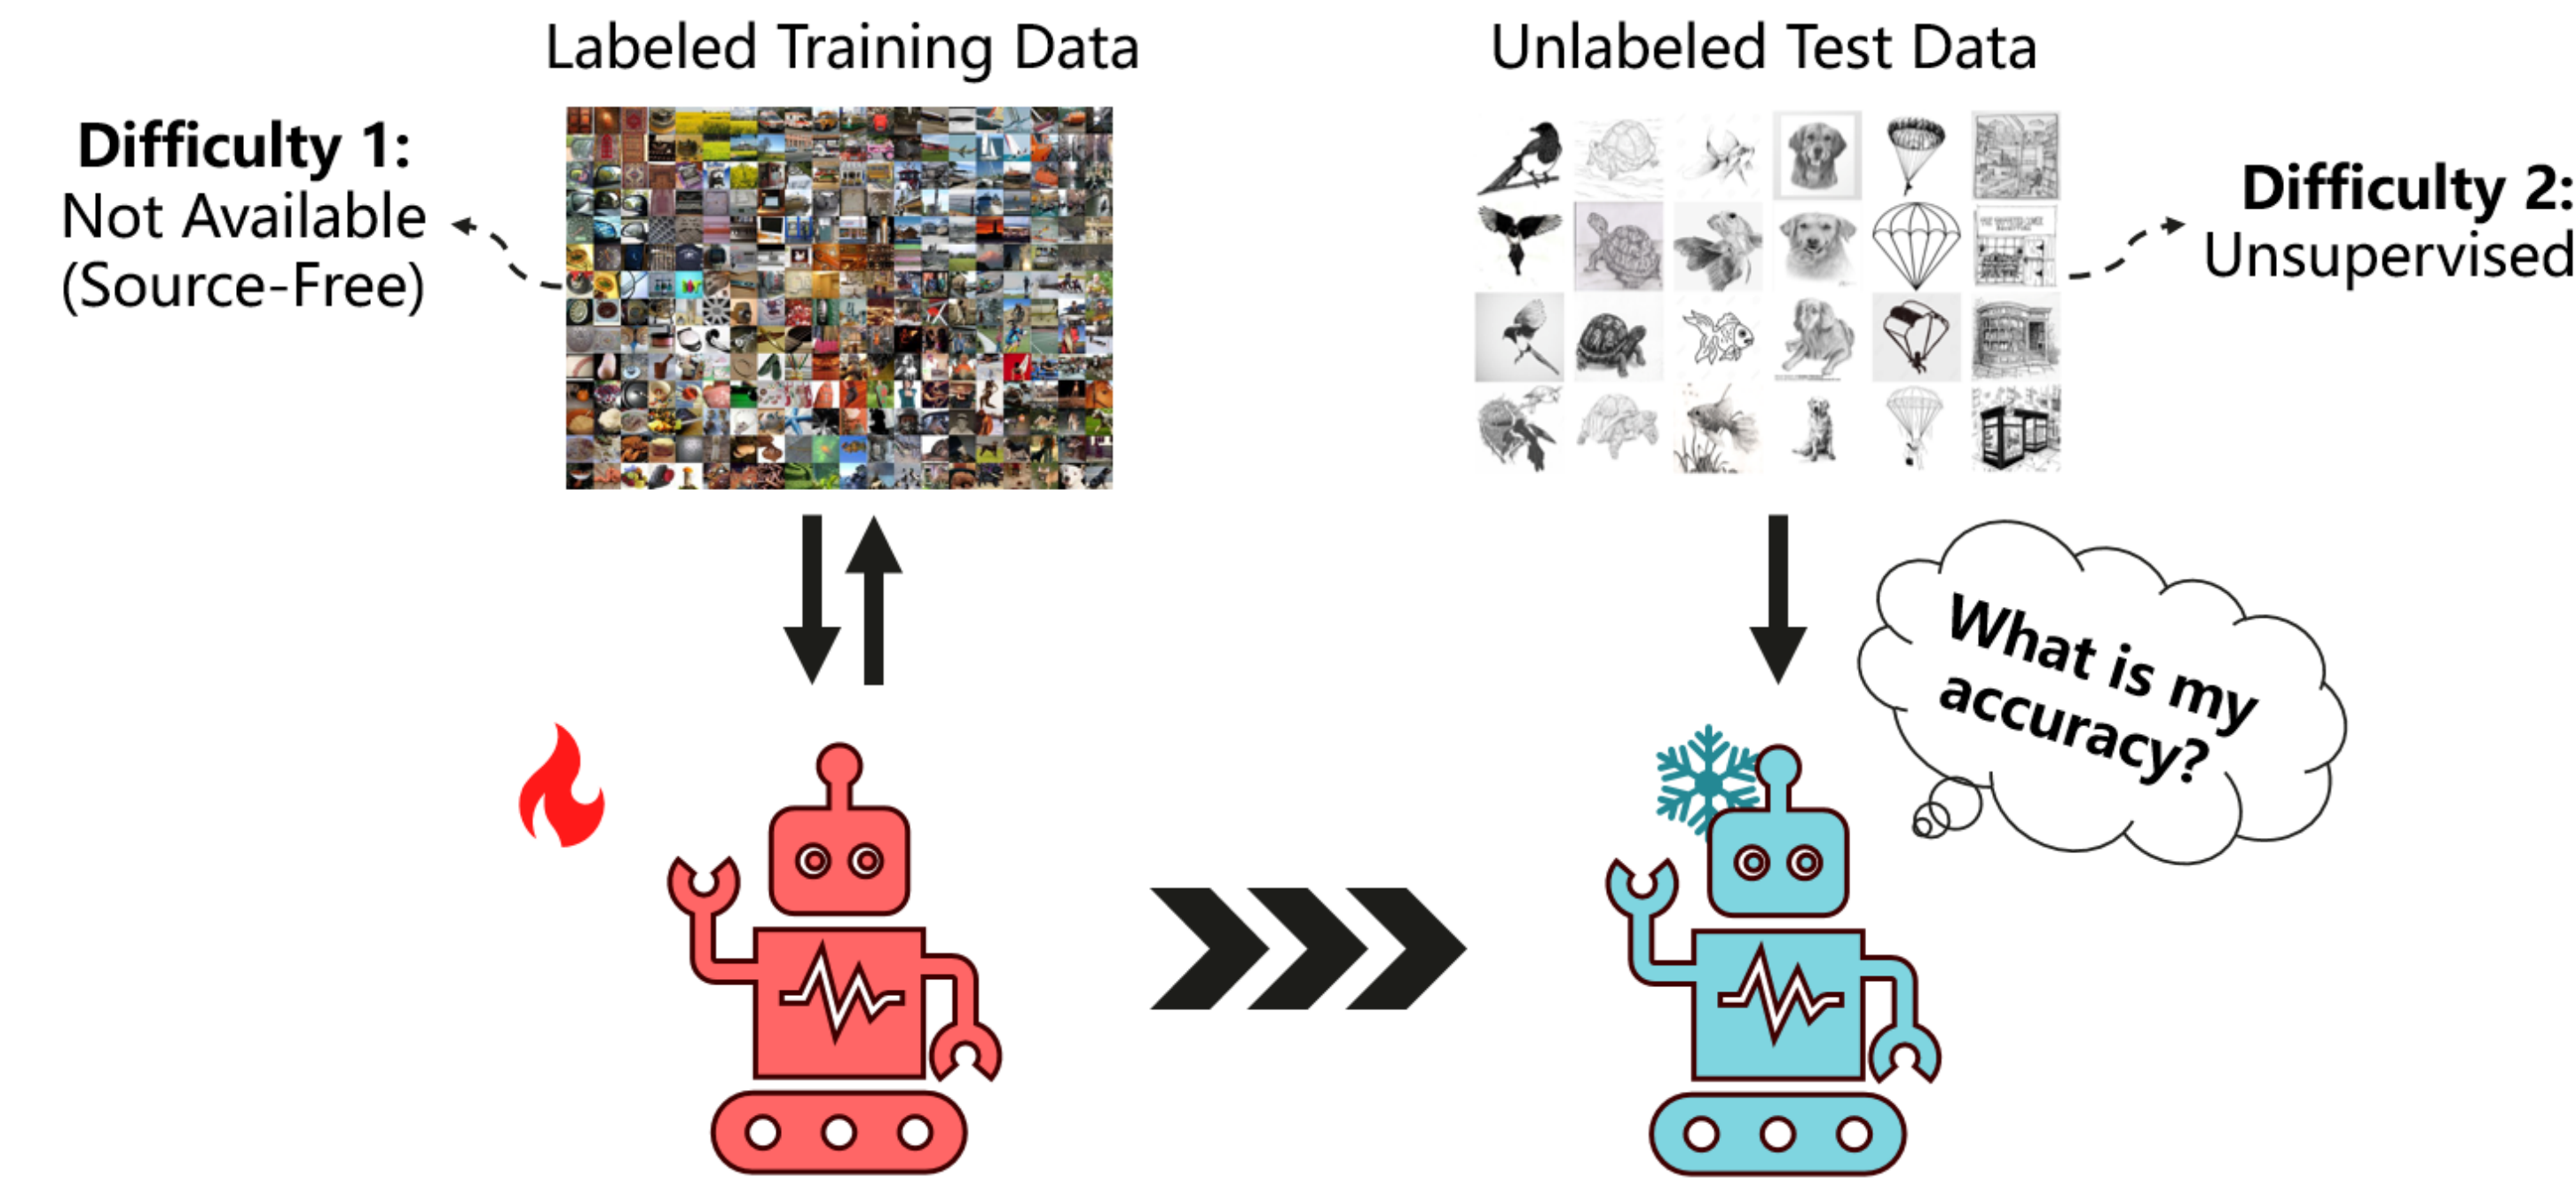 Labeled Training Data
Unlabeled Test Data
Difficulty 1:
Not Available
(Source-Free)
Difficulty 2:
Unsupervised
What is my
accuracy?